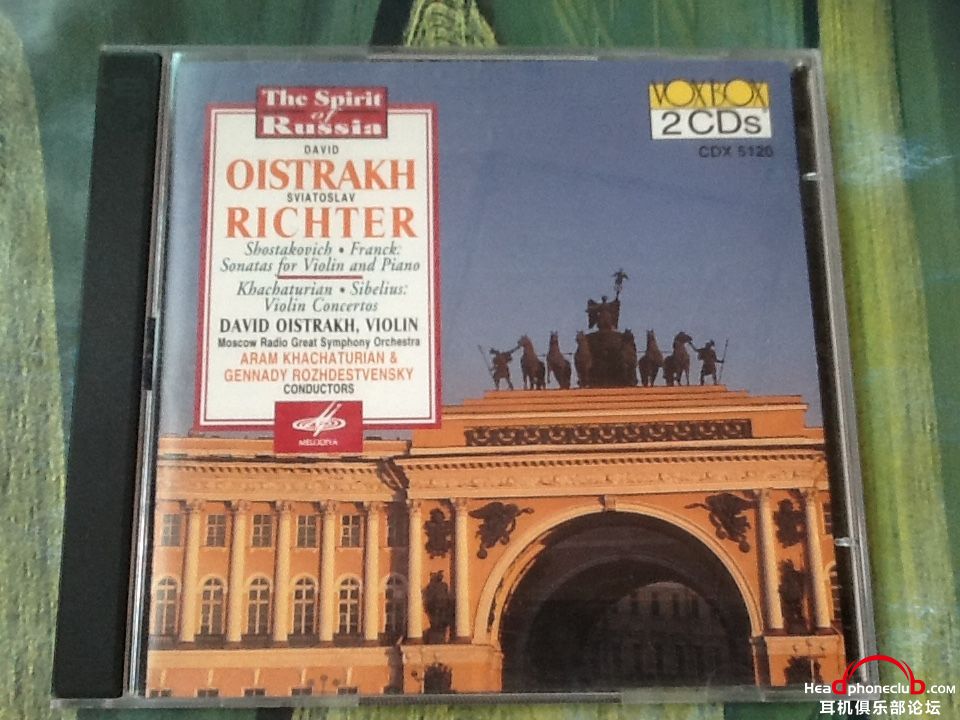 The Spirit
of
Russia
DAVID
OISTRAKH
SVIATOSLAV
RICHTER
Shostakovich • Franck:
Sonatas for Violin and Piano
Khachaturian • Sibelius:
Violin Concertos
DAVID OISTRAKH, VIOLIN
Moscow Radio Great Symphony Orchestra
ARAM KHACHATURIAN &
GENNADY ROZHDESTVENSKY
CONDUCTORS
MELODIYA
VOXBOX
2 CDs
CDX 5120
HeadphoneclubD.com
耳机俱乐部论坛